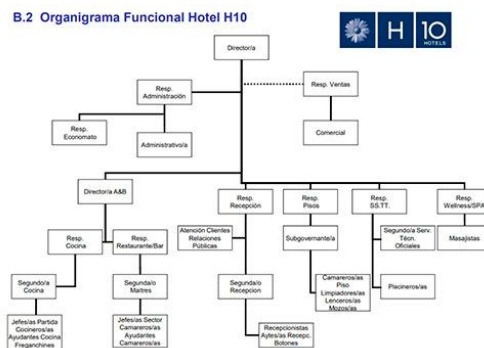 B.2 Organigrama Funcional Hotel H10
H 10
HOTELS
Director/a
Resp.
Administración
Resp. Ventas
Resp.
Economato
Administrativo/a
Comercial
Director/a A&B
Resp.
Recepción
Resp.
Pisos
Resp.
SS.TT.
Resp.
Wellness/SPA
Resp.
Cocina
Resp.
Restaurante/Bar
Atención Clientes
Relaciones
Públicas
Subgovernante/a
Segundo/a Serv.
Técn.
Oficiales
Masajistas
Segundo/a
Cocina
Segundo/o
Maitres
Segundo/o
Recepción
Camareros/as
Piso
Limpiadores/as
Lenceros/as
Mozos/as
Piscineros/as
Jefes/as Partida
Cocineros/as
Ayudantes Cocina
Freganchines
Jefes/as Sector
Camareros/as
Ayudantes
Camareros/as
Recepcionistas
Aytes/as Recepc.
Botones